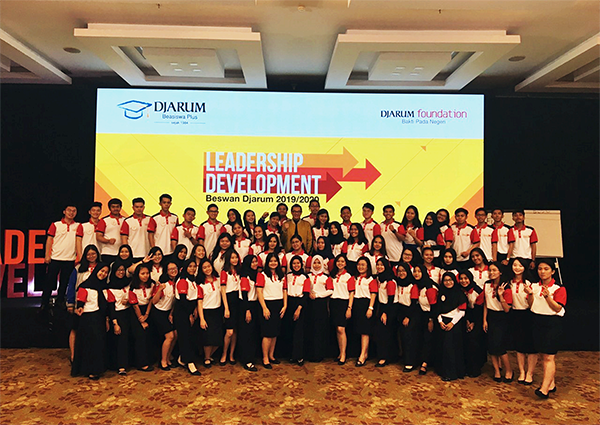 DJARUM
Beasiswa Plus
DJARUM foundation
Bakti Pada Negeri
LEADERSHIP
DEVELOPMENT
Beswan Djarum 2019/2020